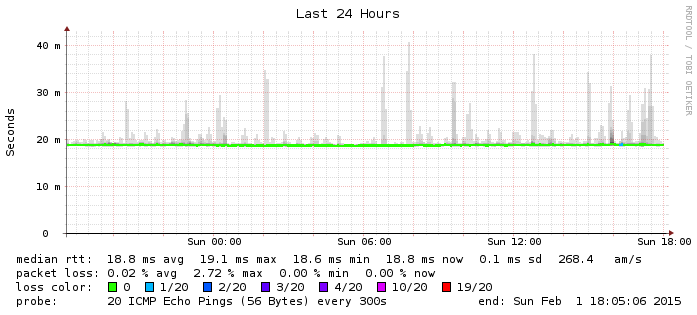 Last 24 Hours
RRDTOOL / TOBI OETIKER
Seconds
40 m
30 m
20 m
10 m
0
Sun 00:00 Sun 06:00 Sun 12:00 Sun 18:00
median rtt: 18.8 ms avg 19.1 ms max 18.6 ms min 18.8 ms now 0.1 ms sd 268.4 am/s
packet loss: 0.02 % avg 2.72 % max 0.00 % min 0.00 % now
loss color: 0 1/20 2/20 3/20 4/20 10/20 19/20
probe: 20 ICMP Echo Pings (56 Bytes) every 300s end: Sun Feb 1 18:05:06 2015